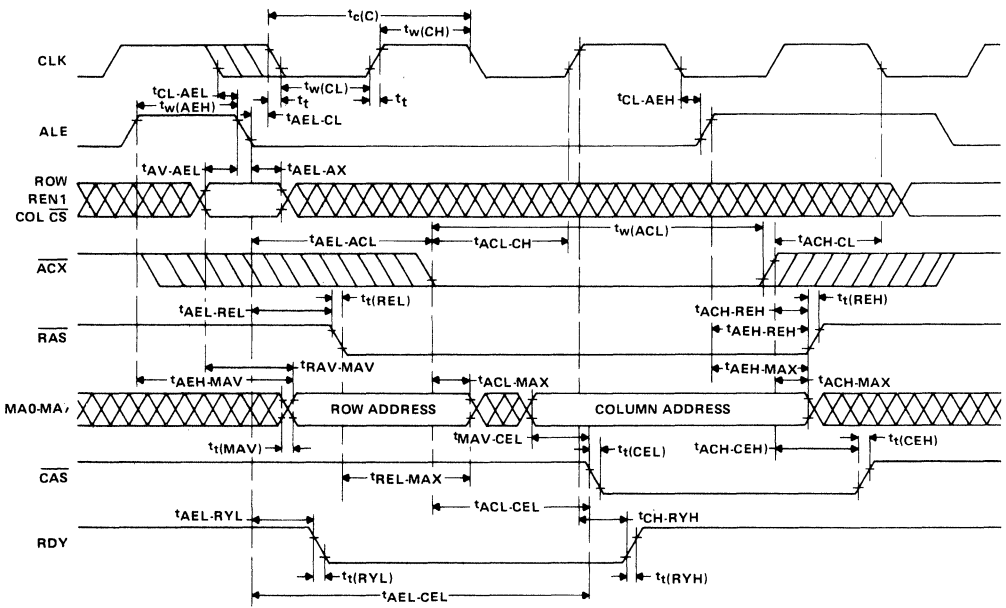 tc(C)
tw(CH)
CLK
tCL-AEL
tw(AEH)
tw(CL)
tt
tt
tAEL-CL
tCL-AEH
ALE
tAV-AEL
tAEL-AX
ROW
REN1
COL CS
tw(ACL)
tAEL-ACL
tACL-CH
tACH-CL
ACX
tt(REL)
tt(REH)
tAEL-REL
tACH-REH
RAS
tAEH-REH
tRAV-MAV
tAEH-MAX
tAEH-MAV
tACL-MAX
tACH-MAX
MA0-MA7
ROW ADDRESS
COLUMN ADDRESS
tMAV-CEL
tt(MAV)
tt(CEL)
tACH-CEH)
tt(CEH)
CAS
tREL-MAX
tACL-CEL
tAEL-RYL
tCH-RYH
RDY
tt(RYL)
tt(RYH)
tAEL-CEL